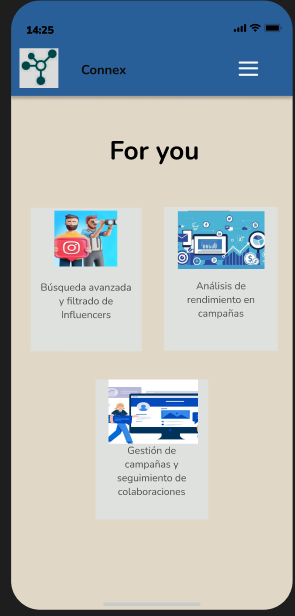 14:25
Connex
For you
Búsqueda avanzada
y filtrado de
Influencers
Análisis de
rendimiento en
campañas
Gestión de
campañas y
seguimiento de
colaboraciones